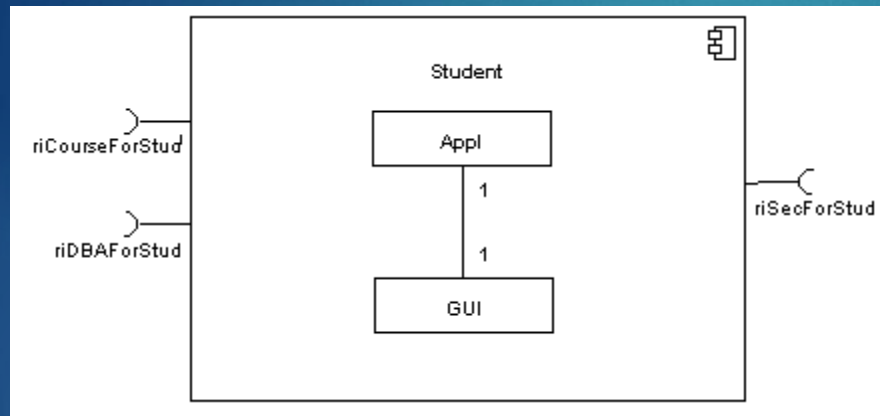 Student
Appl
riCourseForStud
1
riSecForStud
riDBAForStud
1
GUI